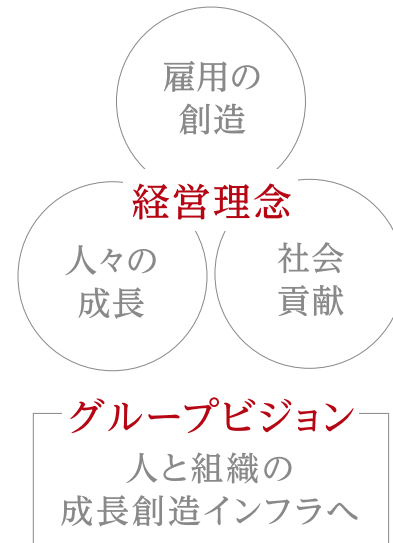 雇用の
創造
経営理念
人々の
成長
社会
貢献
グループビジョン
人と組織の
成長創造インフラへ